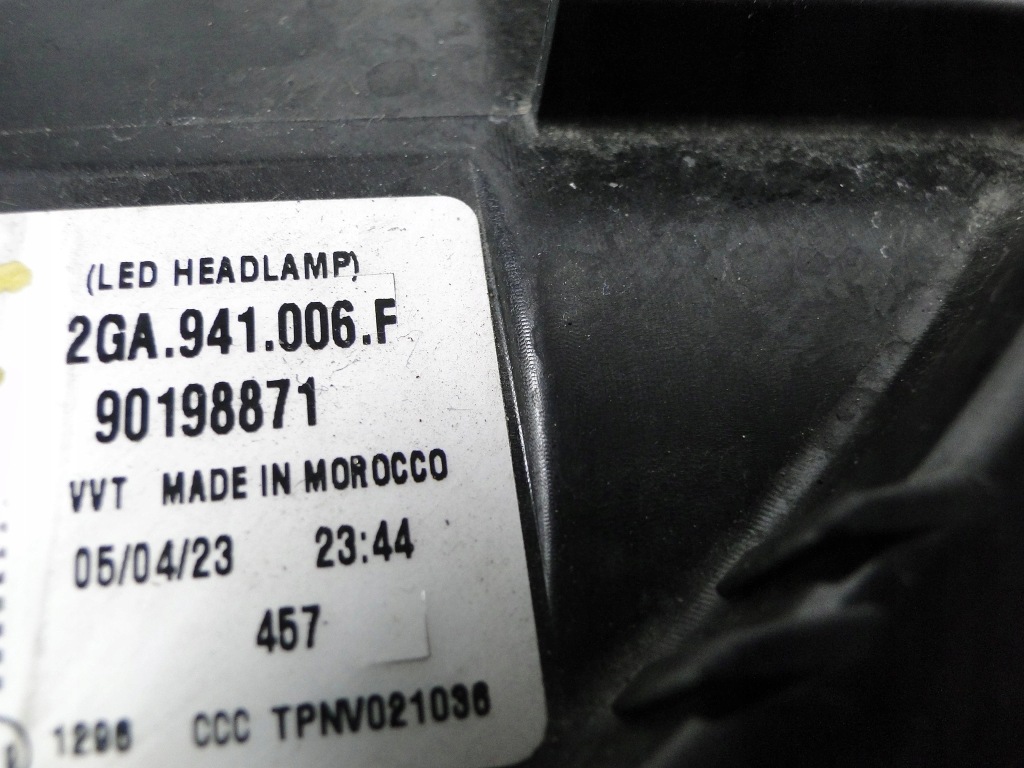 (LED HEADLAMP)
2GA.941.006.F
90198871
VVT MADE IN MOROCCO
05/04/23 23:44
457
1296 CCC TPNV021036